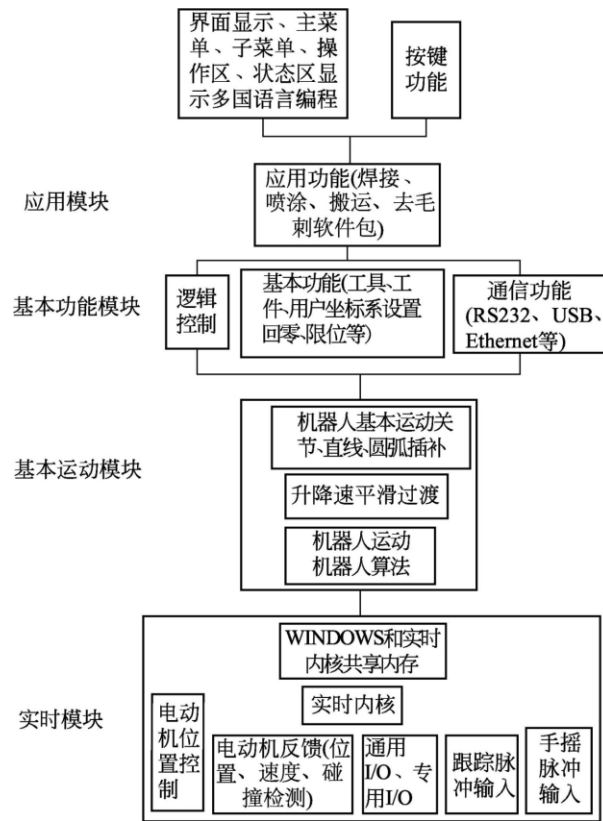 界面显示、主菜
单、子菜单、操
作区、状态区显
示多国语言编程
按键
功能
应用模块
应用功能(焊接、
喷涂、搬运、去毛
刺软件包)
基本功能模块
逻辑
控制
基本功能(工具、工
件、用户坐标系设置
回零、限位等)
通信功能
(RS232、USB、
Ethernet等)
基本运动模块
机器人基本运动关
节、直线、圆弧插补
升降速平滑过渡
机器人运动
机器人算法
实时模块
WINDOWS和实时
内核共享内存
实时内核
电动
机位
置控
制
电动机反馈(位
置、速度、碰
撞检测)
通用
I/O、专
用I/O
跟踪脉
冲输入
手摇
脉冲
输入